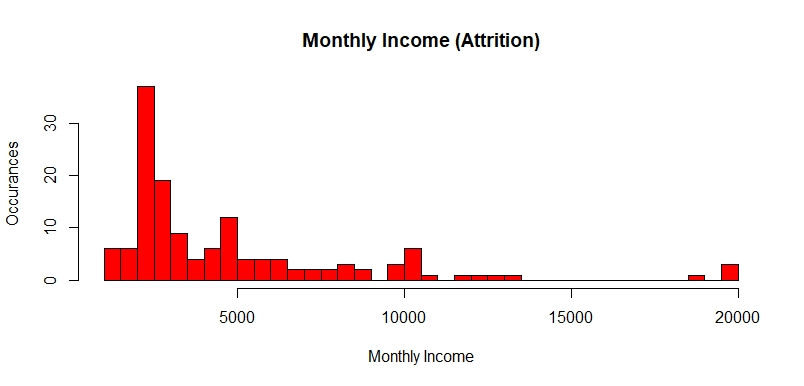 Monthly Income (Attrition)
Occurances
30
20
10
0
5000 10000 15000 20000
Monthly Income